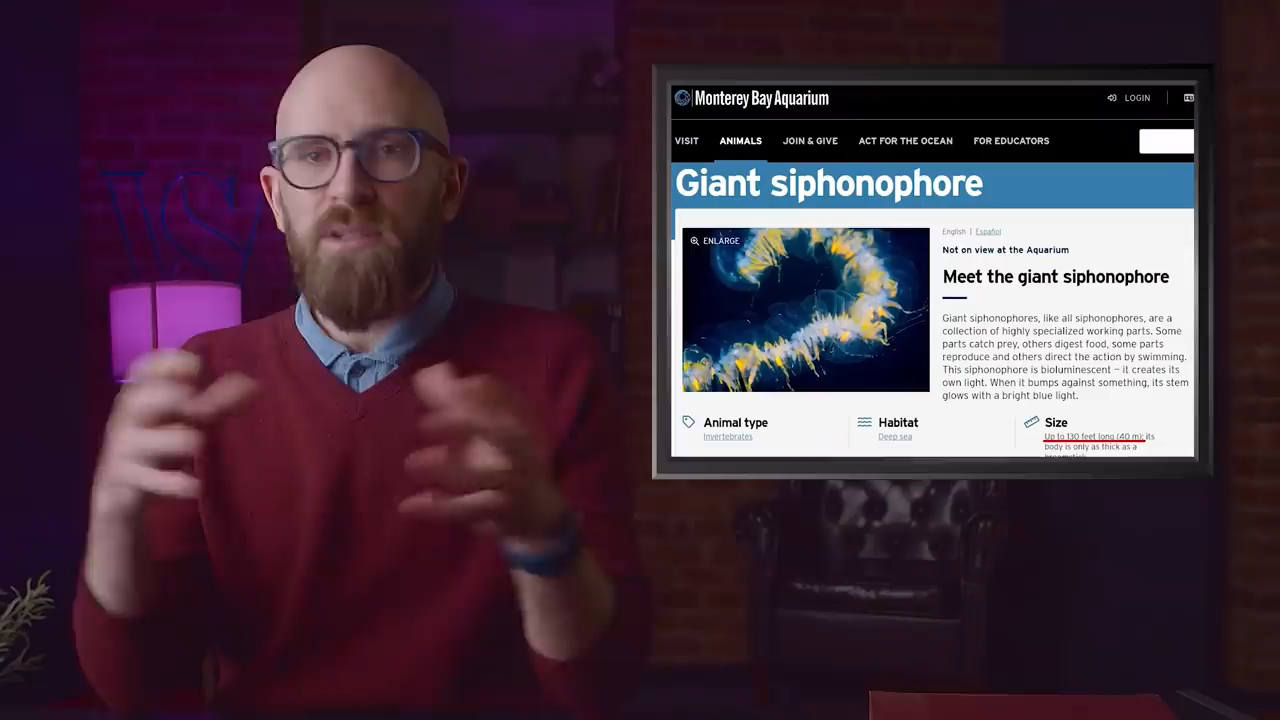 Monterey Bay Aquarium
LOGIN
VISIT ANIMALS JOIN & GIVE ACT FOR THE OCEAN FOR EDUCATORS
Giant siphonophore
ENLARGE
English | Español
Not on view at the Aquarium
Meet the giant siphonophore
Giant siphonophores, like all siphonophores, are a
collection of highly specialized working parts. Some
parts catch prey, others digest food, some parts
reproduce and others direct the action by swimming.
This siphonophore is bioluminescent – it creates its
own light. When it bumps against something, its stem
glows with a bright blue light.
Animal type
Invertebrates
Habitat
Deep sea
Size
Up to 130 feet long (40 m); its
body is only as thick as a